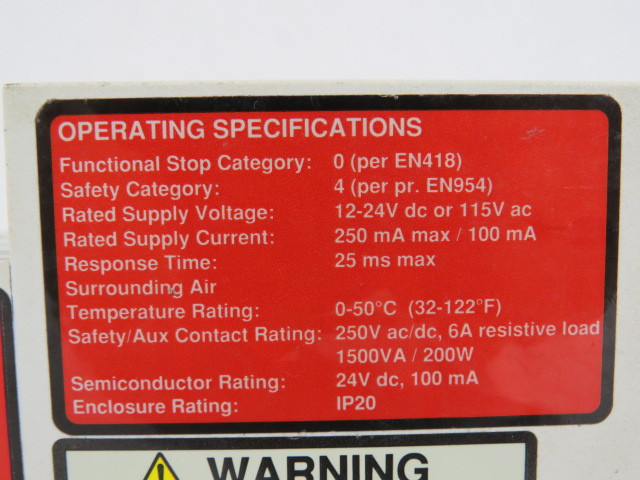 OPERATING SPECIFICATIONS
Functional Stop Category: 0 (per EN418)
Safety Category: 4 (per pr. EN954)
Rated Supply Voltage: 12-24V dc or 115V ac
Rated Supply Current: 250 mA max / 100 mA
Response Time: 25 ms max
Surrounding Air
Temperature Rating: 0-50°C (32-122°F)
Safety/Aux Contact Rating: 250V ac/dc, 6A resistive load
1500VA / 200W
Semiconductor Rating: 24V dc, 100 mA
Enclosure Rating: IP20
WARNING